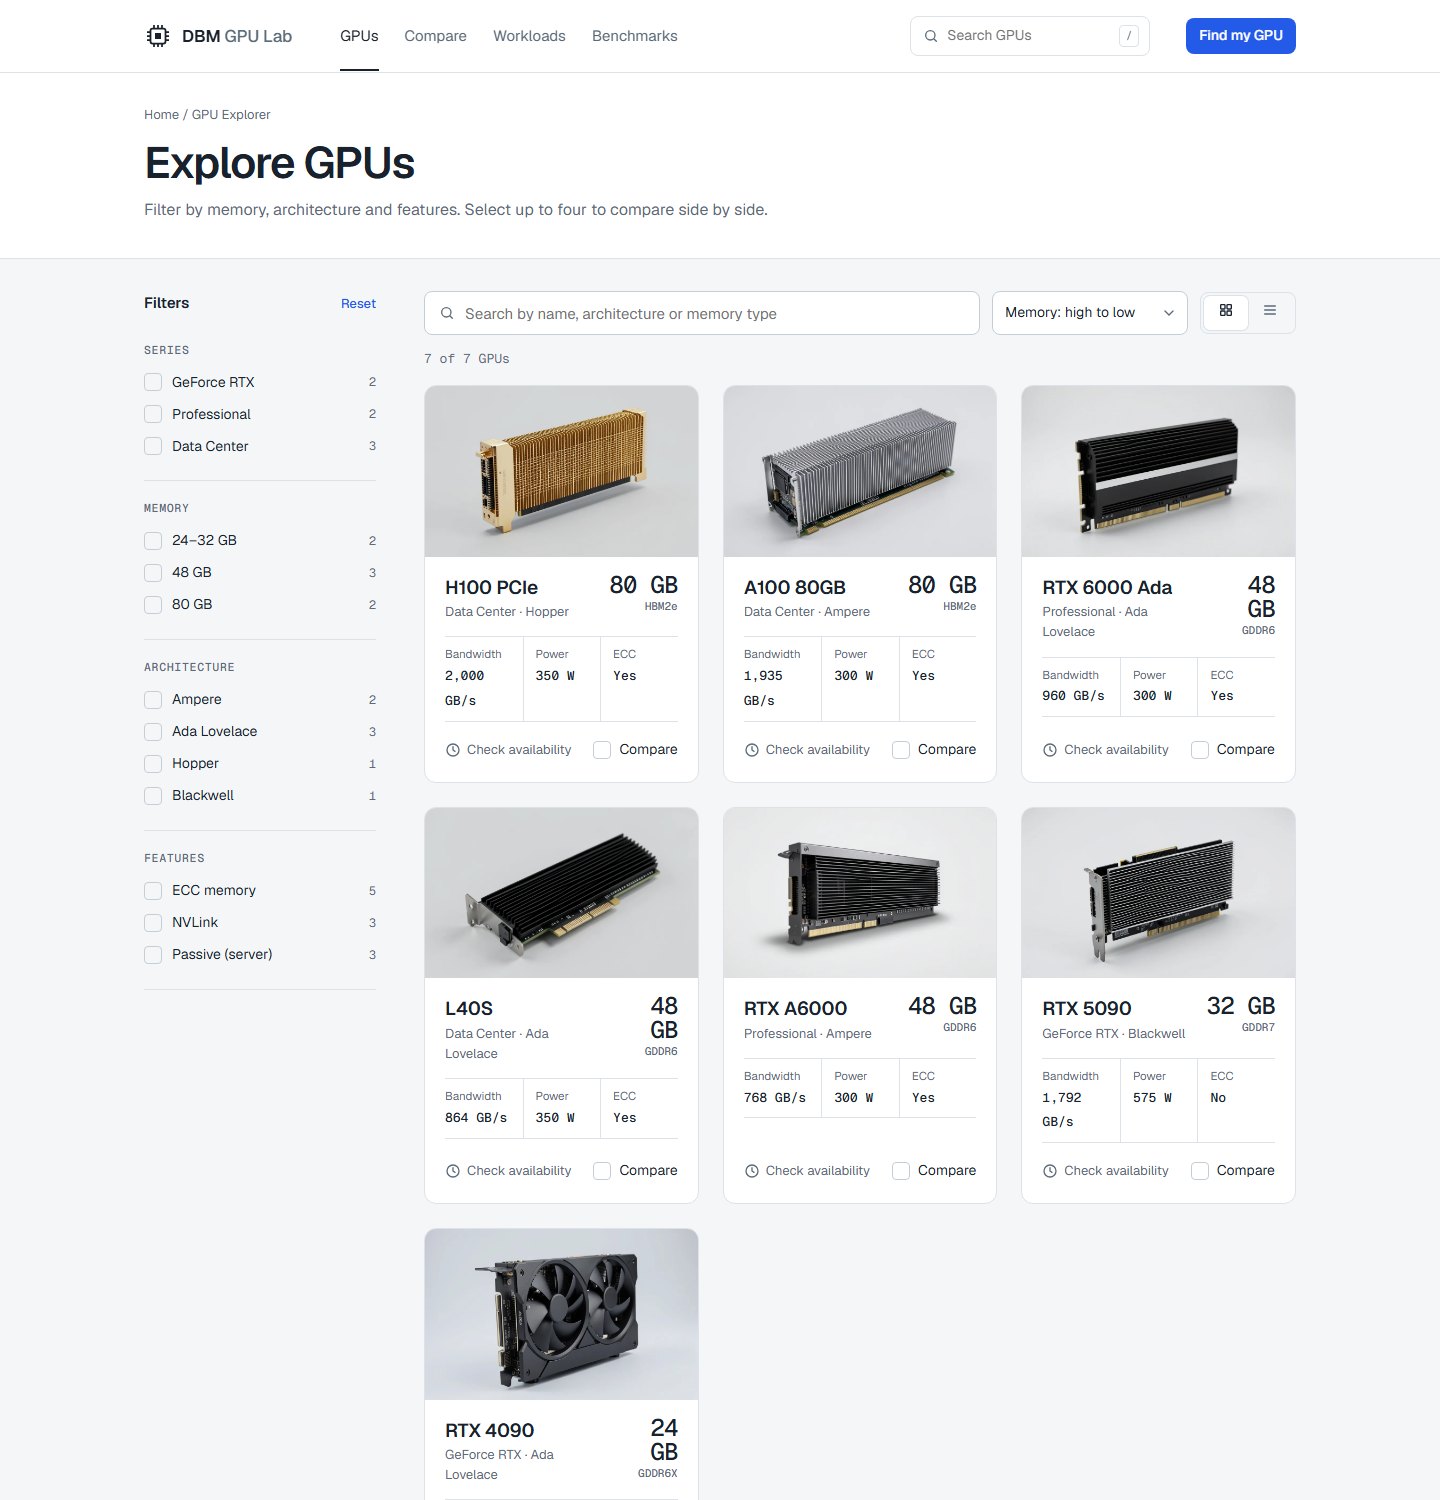 DBM GPU Lab
GPUs
Compare
Workloads
Benchmarks
Search GPUs
/
Find my GPU
Home / GPU Explorer
Explore GPUs
Filter by memory, architecture and features. Select up to four to compare side by side.
Filters
Reset
SERIES
GeForce RTX 2
Professional 2
Data Center 3
MEMORY
24–32 GB 2
48 GB 3
80 GB 2
ARCHITECTURE
Ampere 2
Ada Lovelace 3
Hopper 1
Blackwell 1
FEATURES
ECC memory 5
NVLink 3
Passive (server) 3
Search by name, architecture or memory type
Memory: high to low
7 of 7 GPUs
H100 PCIe
Data Center · Hopper
80 GB
HBM2e
Bandwidth
2,000
GB/s
Power
350 W
ECC
Yes
Check availability
Compare
A100 80GB
Data Center · Ampere
80 GB
HBM2e
Bandwidth
1,935
GB/s
Power
300 W
ECC
Yes
Check availability
Compare
RTX 6000 Ada
Professional · Ada
Lovelace
48
GB
GDDR6
Bandwidth
960 GB/s
Power
300 W
ECC
Yes
Check availability
Compare
L40S
Data Center · Ada
Lovelace
48
GB
GDDR6
Bandwidth
864 GB/s
Power
350 W
ECC
Yes
Check availability
Compare
RTX A6000
Professional · Ampere
48 GB
GDDR6
Bandwidth
768 GB/s
Power
300 W
ECC
Yes
Check availability
Compare
RTX 5090
GeForce RTX · Blackwell
32 GB
GDDR7
Bandwidth
1,792
GB/s
Power
575 W
ECC
No
Check availability
Compare
RTX 4090
GeForce RTX · Ada
Lovelace
24
GB
GDDR6X